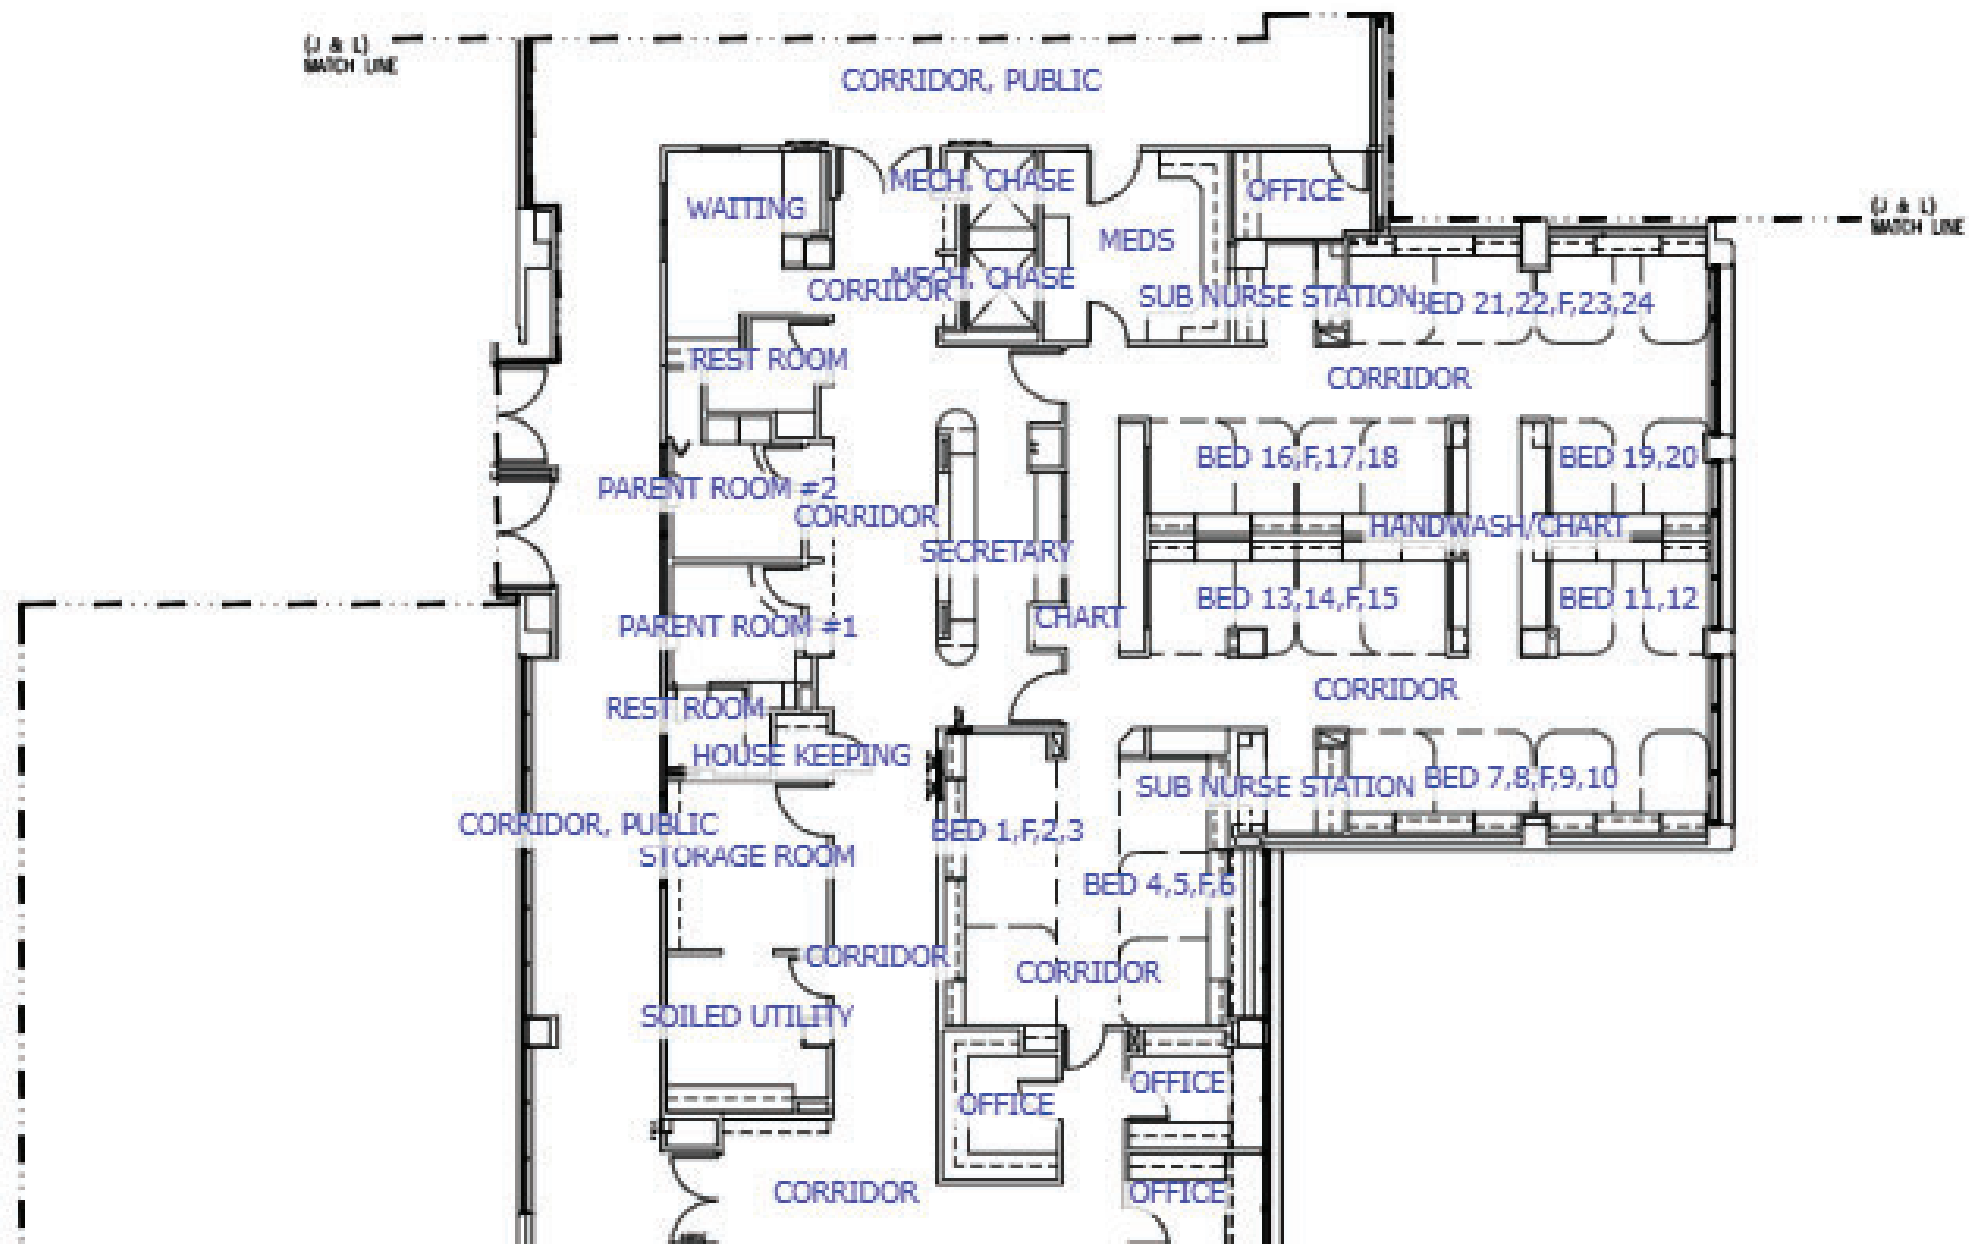 (J & L)
MATCH LINE
CORRIDOR, PUBLIC
MECH. CHASE
OFFICE
WAITING
(J & L)
MATCH LINE
MEDS
MECH. CHASE
CORRIDOR
SUB NURSE STATION
BED 21,22,F,23,24
REST ROOM
CORRIDOR
BED 16,F,17,18
BED 19,20
PARENT ROOM #2
CORRIDOR
HANDWASH/CHART
SECRETARY
BED 13,14,F,15
BED 11,12
CHART
PARENT ROOM #1
CORRIDOR
REST ROOM
HOUSE KEEPING
SUB NURSE STATION
BED 7,8,F,9,10
CORRIDOR, PUBLIC
BED 1,F,2,3
STORAGE ROOM
BED 4,5,F,6
CORRIDOR
CORRIDOR
SOILED UTILITY
OFFICE
OFFICE
CORRIDOR
OFFICE